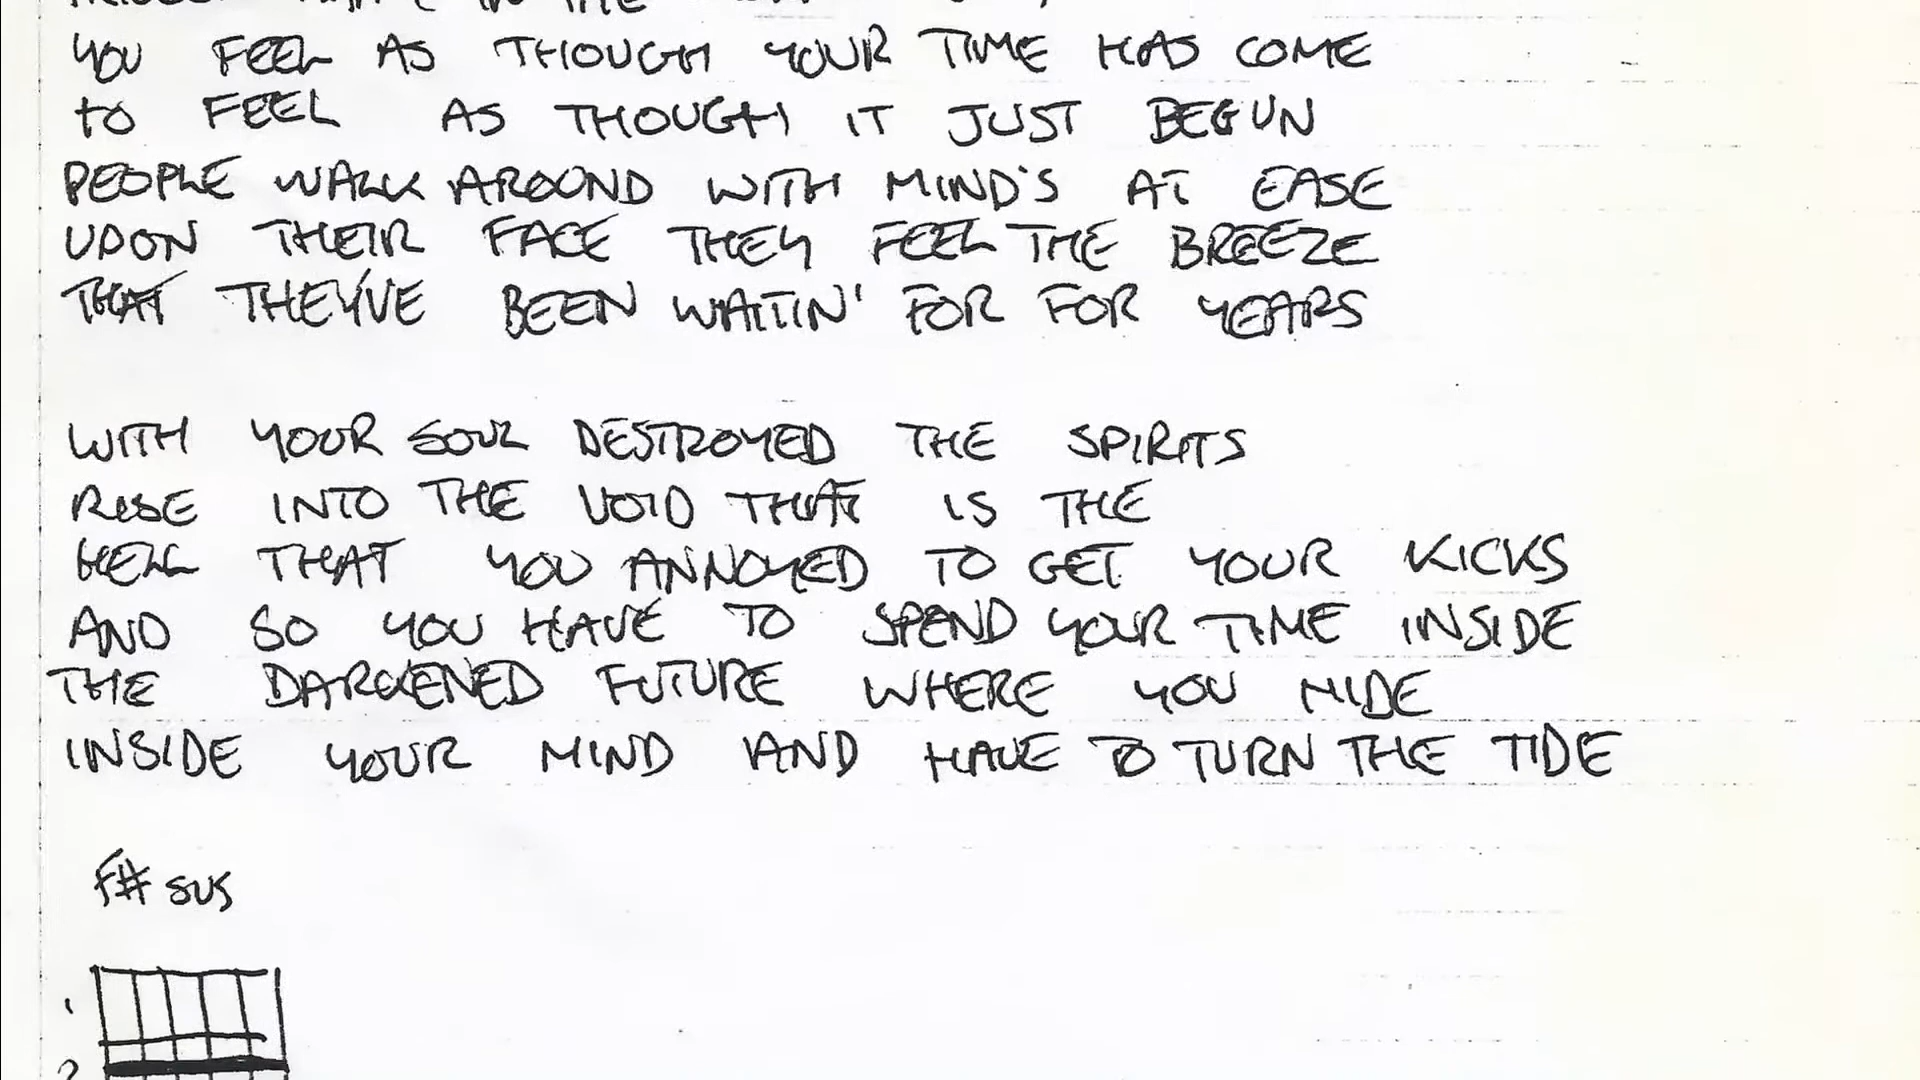 IN THE
YOU FEEL AS THOUGH YOUR TIME HAS COME
TO FEEL AS THOUGH IT JUST BEGUN
PEOPLE WALK AROUND WITH MIND'S AT EASE
UPON THEIR FACE THEY FEEL THE BREEZE
THAT THEY'VE BEEN WAITIN' FOR FOR YEARS
WITH YOUR SOUL DESTROYED THE SPIRITS
RISE INTO THE VOID THAT IS THE
HELL THAT YOU ANNOYED TO GET YOUR KICKS
AND SO YOU HAVE TO SPEND YOUR TIME INSIDE
THE DARKENED FUTURE WHERE YOU HIDE
INSIDE YOUR MIND AND HAVE TO TURN THE TIDE
F# SUS
1
2